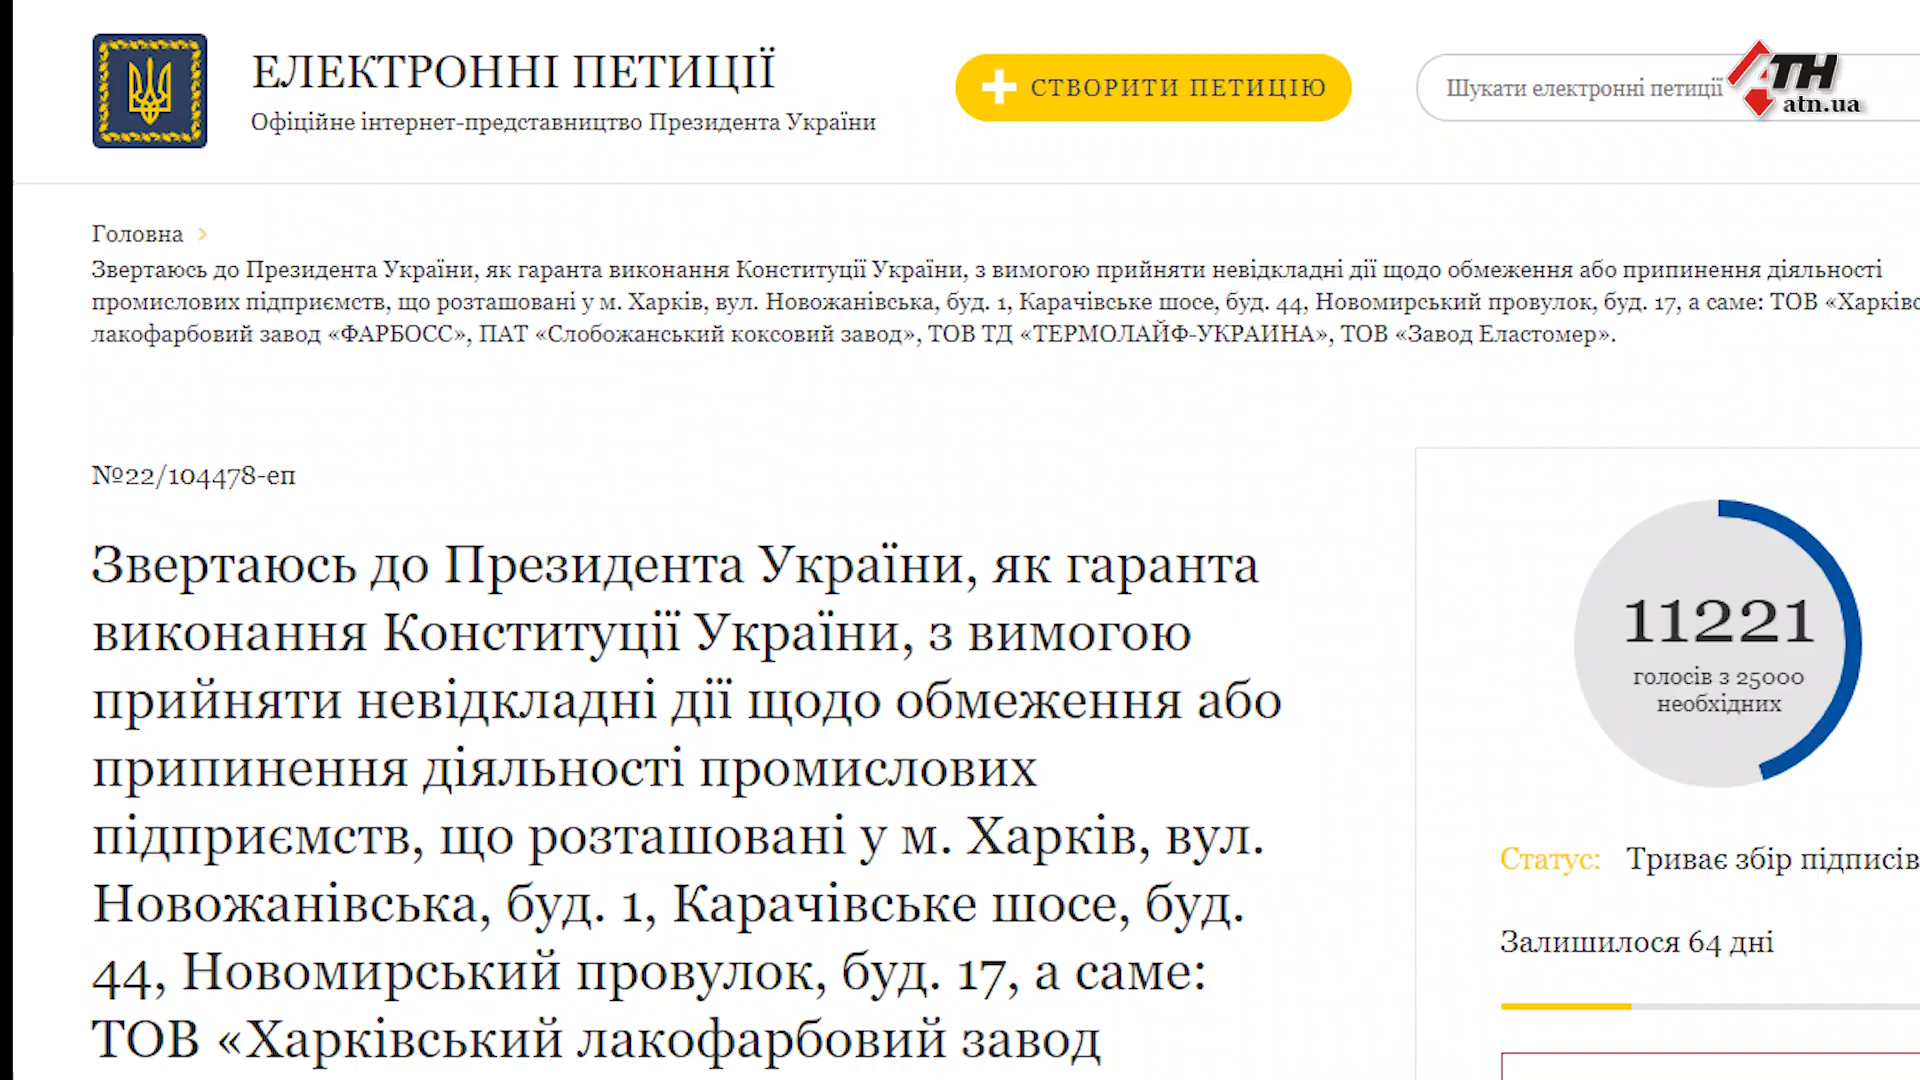 ЕЛЕКТРОННІ ПЕТИЦІЇ
Офіційне інтернет-представництво Президента України
СТВОРИТИ ПЕТИЦІЮ
Шукати електронні петиції
АТН
atn.ua
Головна
Звертаюсь до Президента України, як гаранта виконання Конституції України, з вимогою прийняти невідкладні дії щодо обмеження або припинення діяльності
промислових підприємств, що розташовані у м. Харків, вул. Новожанівська, буд. 1, Карачівське шосе, буд. 44, Новомирський провулок, буд. 17, а саме: ТОВ
лакофарбовий завод «ФАРБОСС», ПАТ «Слобожанський коксовий завод», ТОВ ТД «ТЕРМОЛАЙФ-УКРАИНА», ТОВ «Завод Еластомер».
№22/104478-еп
Звертаюсь до Президента України, як гаранта
виконання Конституції України, з вимогою
прийняти невідкладні дії щодо обмеження або
припинення діяльності промислових
підприємств, що розташовані у м. Харків, вул.
Новожанівська, буд. 1, Карачівське шосе, буд.
44, Новомирський провулок, буд. 17, а саме:
ТОВ «Харківський лакофарбовий завод
11221
голосів з 25000
необхідних
Статус: Триває збір підписів
Залишилося 64 дні